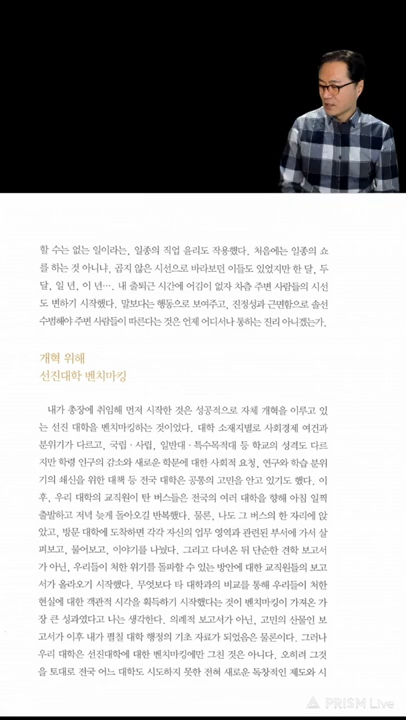 할 수는 없는 일이라는, 일종의 직업 윤리도 작용했다. 처음에는 일종의 쇼
를 하는 것 아니냐, 곱지 않은 시선으로 바라보던 이들도 있었지만 한 달, 두
달, 일 년, 이 년…. 내 출퇴근 시간에 어김이 없자 차츰 주변 사람들의 시선
도 변하기 시작했다. 말보다는 행동으로 보여주고, 진정성과 근면함으로 솔선
수범해야 주변 사람들이 따른다는 것은 언제 어디서나 통하는 진리 아니겠는가.
개혁 위해
선진대학 벤치마킹
내가 총장에 취임해 먼저 시작한 것은 성공적으로 자체 개혁을 이루고 있
는 선진 대학을 벤치마킹하는 것이었다. 대학 소재지별로 사회경제 여건과
분위기가 다르고, 국립·사립, 일반대·특수목적대 등 학교의 성격도 다르
지만 학령 인구의 감소와 새로운 학문에 대한 사회적 요청, 연구와 학습 분위
기의 쇄신을 위한 대책 등 전국 대학은 공통의 고민을 안고 있기도 했다. 이
후, 우리 대학의 교직원이 탄 버스들은 전국의 여러 대학을 향해 아침 일찍
출발하고 저녁 늦게 돌아오길 반복했다. 물론, 나도 그 버스의 한 자리에 앉
았고, 방문 대학에 도착하면 각각 자신의 업무 영역과 관련된 부서에 가서 살
펴보고, 물어보고, 이야기를 나눴다. 그리고 다녀온 뒤 단순한 견학 보고서
가 아닌, 우리들이 처한 위기를 돌파할 수 있는 방안에 대한 교직원들의 보고
서가 올라오기 시작했다. 무엇보다 타 대학과의 비교를 통해 우리들이 처한
현실에 대한 객관적 시각을 획득하기 시작했다는 것이 벤치마킹이 가져온 가
장 큰 성과였다고 나는 생각한다. 의례적 보고서가 아닌, 고민의 산물인 보
고서가 이후 내가 펼칠 대학 행정의 기초 자료가 되었음은 물론이다. 그러나
우리 대학은 선진대학에 대한 벤치마킹에만 그친 것은 아니다. 오히려 그것
을 토대로 전국 어느 대학도 시도하지 못한 전혀 새로운 독창적인 제도와 시
PRISM Live